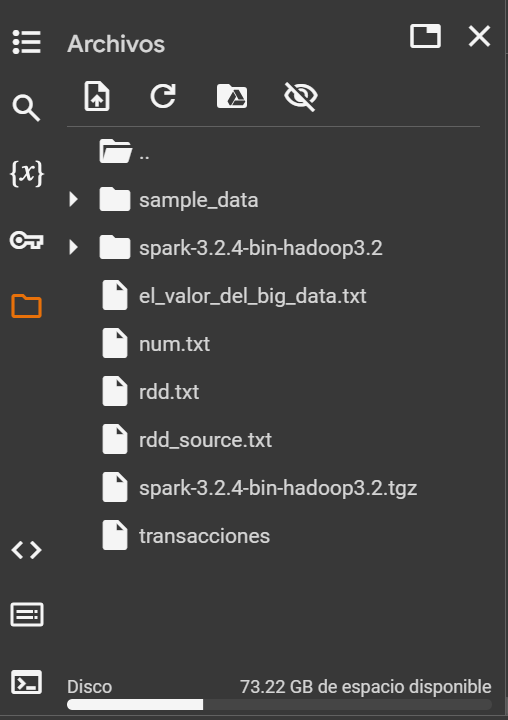 Archivos
{x}
..
sample_data
spark-3.2.4-bin-hadoop3.2
el_valor_del_big_data.txt
num.txt
rdd.txt
rdd_source.txt
spark-3.2.4-bin-hadoop3.2.tgz
transacciones
Disco 73.22 GB de espacio disponible